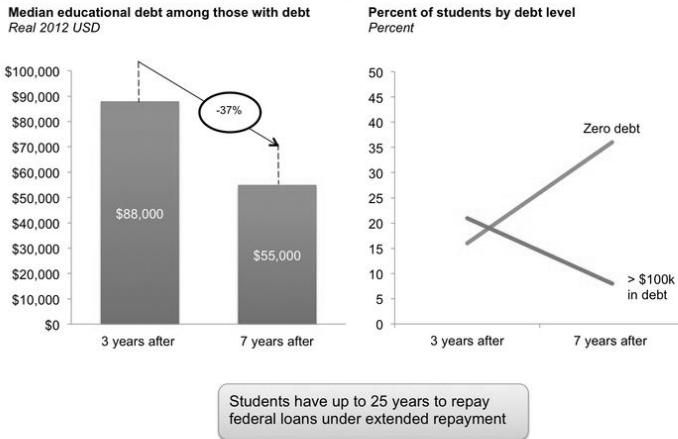 Median educational debt among those with debt
Real 2012 USD
$100,000
$90,000
$80,000
$70,000
$60,000
$50,000
$40,000
$30,000
$20,000
$10,000
$0
-37%
$88,000
$55,000
3 years after
7 years after
Percent of students by debt level
Percent
50
45
40
35
30
25
20
15
10
5
0
Zero debt
> $100k
in debt
3 years after
7 years after
Students have up to 25 years to repay
federal loans under extended repayment